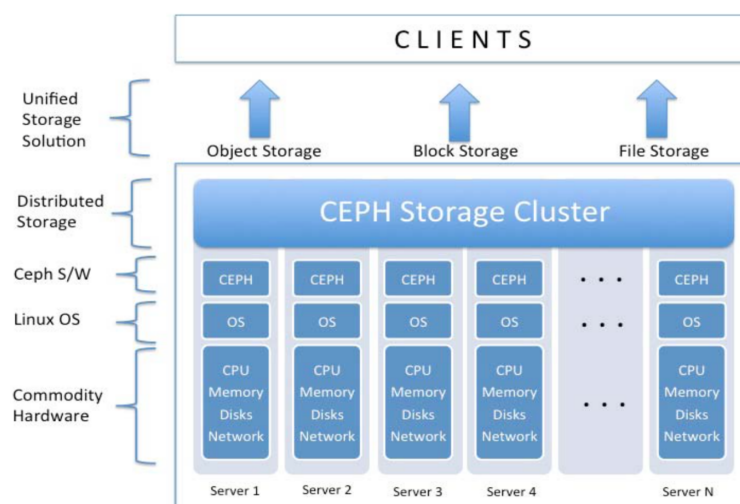 CLIENTS
Unified
Storage
Solution
Object Storage
Block Storage
File Storage
Distributed
Storage
CEPH Storage Cluster
Ceph S/W
CEPH
CEPH
CEPH
CEPH
. . .
CEPH
Linux OS
OS
OS
OS
OS
. . .
OS
Commodity
Hardware
CPU
Memory
Disks
Network
CPU
Memory
Disks
Network
CPU
Memory
Disks
Network
CPU
Memory
Disks
Network
. . .
CPU
Memory
Disks
Network
Server 1
Server 2
Server 3
Server 4
Server N